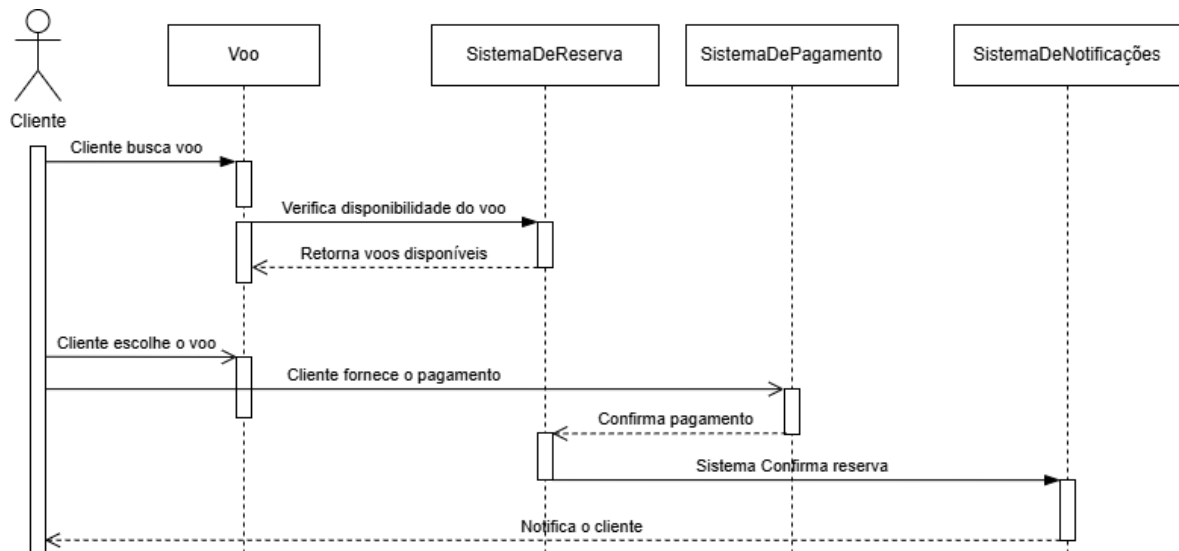 Voo
SistemaDeReserva
SistemaDePagamento
SistemaDeNotificações
Cliente
Cliente busca voo
Verifica disponibilidade do voo
Retorna voos disponíveis
Cliente escolhe o voo
Cliente fornece o pagamento
Confirma pagamento
Sistema Confirma reserva
Notifica o cliente